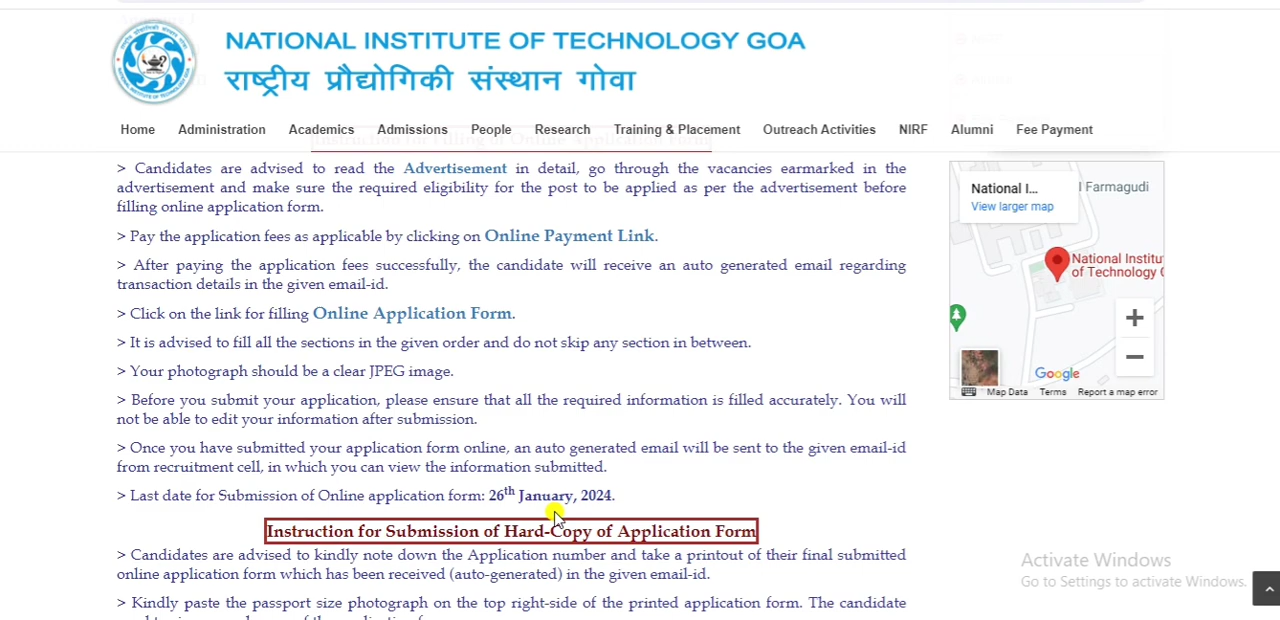 NATIONAL INSTITUTE OF TECHNOLOGY GOA
राष्ट्रीय प्रौद्योगिकी संस्थान गोवा
Home Administration Academics Admissions People Research Training & Placement Outreach Activities NIRF Alumni Fee Payment
Instruction for Filling of Online Application Form
> Candidates are advised to read the Advertisement in detail, go through the vacancies earmarked in the
advertisement and make sure the required eligibility for the post to be applied as per the advertisement before
filling online application form.
> Pay the application fees as applicable by clicking on Online Payment Link.
> After paying the application fees successfully, the candidate will receive an auto generated email regarding
transaction details in the given email-id.
> Click on the link for filling Online Application Form.
> It is advised to fill all the sections in the given order and do not skip any section in between.
> Your photograph should be a clear JPEG image.
> Before you submit your application, please ensure that all the required information is filled accurately. You will
not be able to edit your information after submission.
> Once you have submitted your application form online, an auto generated email will be sent to the given email-id
from recruitment cell, in which you can view the information submitted.
> Last date for Submission of Online application form: 26th January, 2024.
Instruction for Submission of Hard-Copy of Application Form
> Candidates are advised to kindly note down the Application number and take a printout of their final submitted
online application form which has been received (auto-generated) in the given email-id.
> Kindly paste the passport size photograph on the top right-side of the printed application form. The candidate
National I...
View larger map
l Farmagudi
National Institu
of Technology
Google
Map Data Terms Report a map error
Activate Windows
Go to Settings to activate Windows.